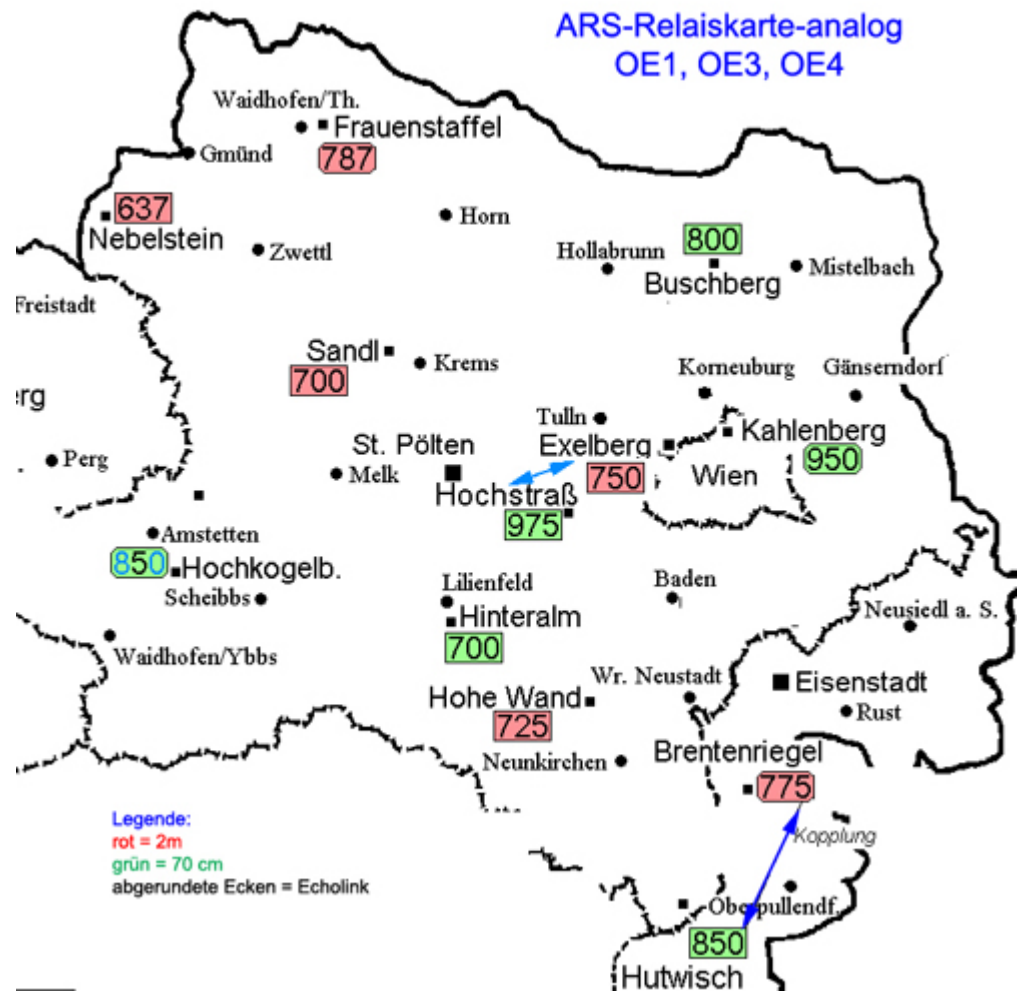 ARS-Relaiskarte-analog
OE1, OE3, OE4
Waidhofen/Th.
Frauenstaffel
787
Gmünd
637
Nebelstein
Horn
Zwettl
800
Hollabrunn
Buschberg
Mistelbach
Freistadt
Sandl
700
Krems
Korneuburg
Gänserndorf
rg
Tulln
Kahlenberg
950
St. Pölten
Exelberg
750
Wien
Perg
Melk
Hochstraß
975
Amstetten
850
Hochkogelb.
Scheibbs
Lilienfeld
Hinteralm
700
Baden
Neusiedl a. S.
Waidhofen/Ybbs
Wr. Neustadt
Eisenstadt
Hohe Wand
725
Rust
Neunkirchen
Brentenriegel
775
Kopplung
Legende:
rot = 2m
grün = 70 cm
abgerundete Ecken = Echolink
Oberpullendf.
850
Hutwisch